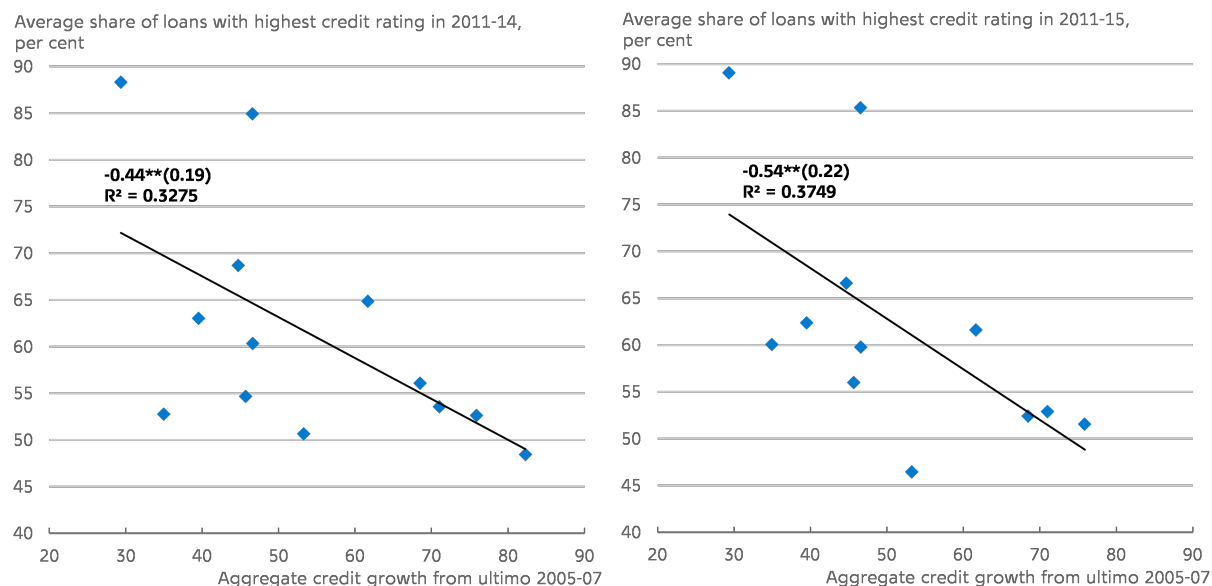 Average share of loans with highest credit rating in 2011-14,
per cent
90
85
80
75
70
65
60
55
50
45
40
-0.44**(0.19)
R² = 0.3275
20 30 40 50 60 70 80 90
Aggregate credit growth from ultimo 2005-07
Average share of loans with highest credit rating in 2011-15,
per cent
90
85
80
75
70
65
60
55
50
45
40
-0.54**(0.22)
R² = 0.3749
20 30 40 50 60 70 80 90
Aggregate credit growth from ultimo 2005-07